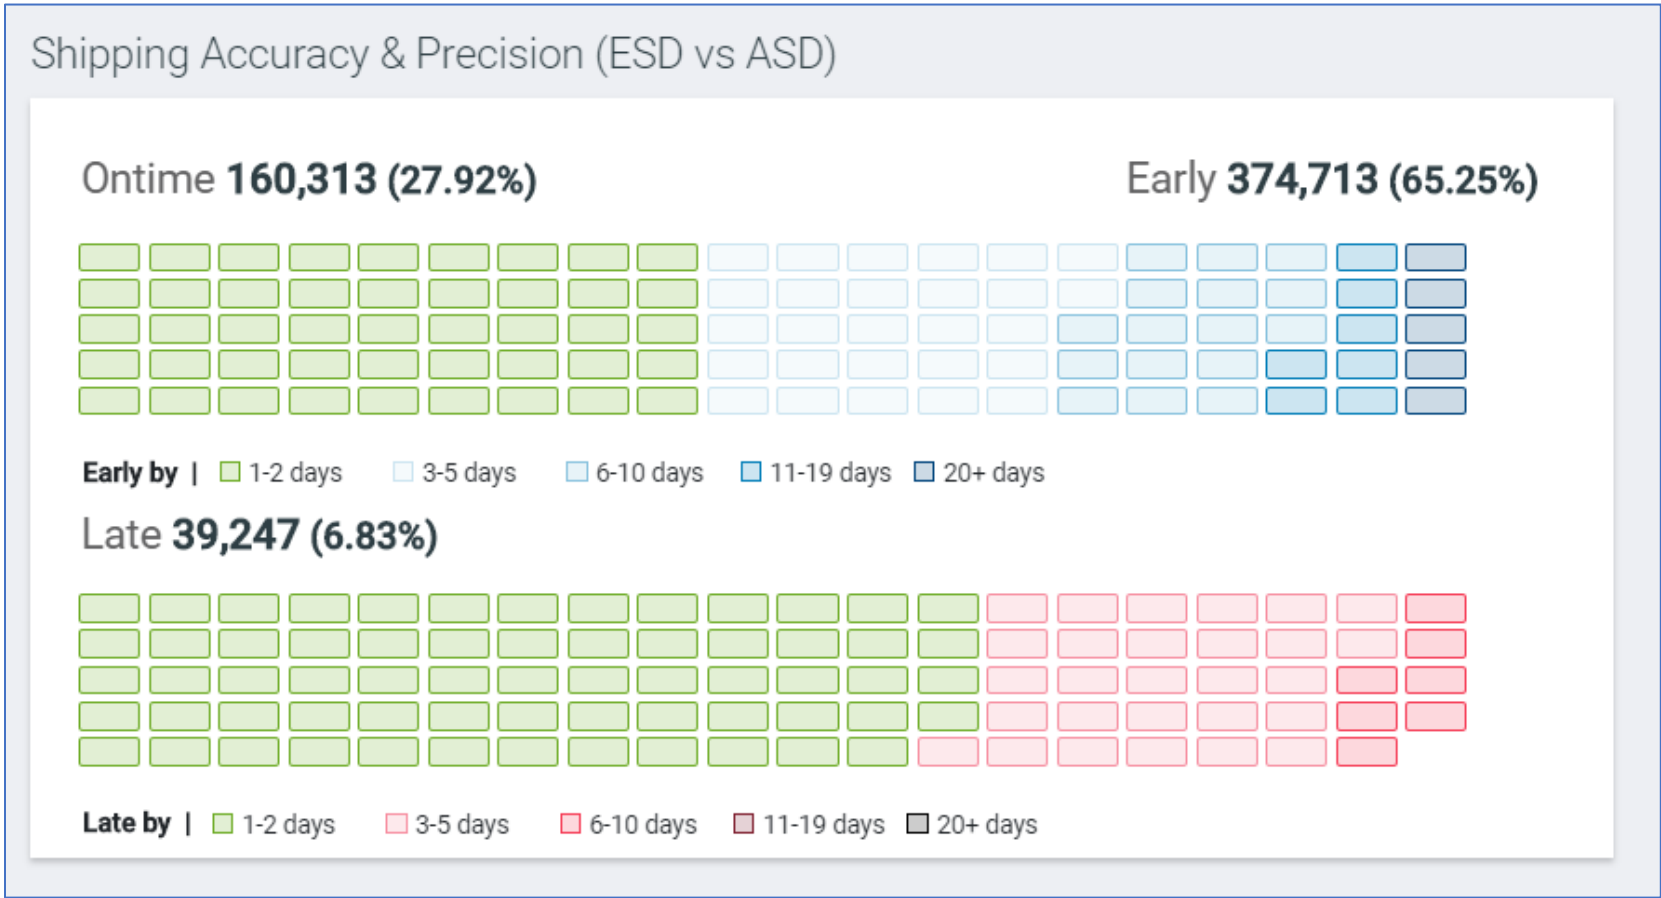 Shipping Accuracy & Precision (ESD vs ASD)
Ontime 160,313 (27.92%)
Early 374,713 (65.25%)
Early by | 1-2 days 3-5 days 6-10 days 11-19 days 20+ days
Late 39,247 (6.83%)
Late by | 1-2 days 3-5 days 6-10 days 11-19 days 20+ days